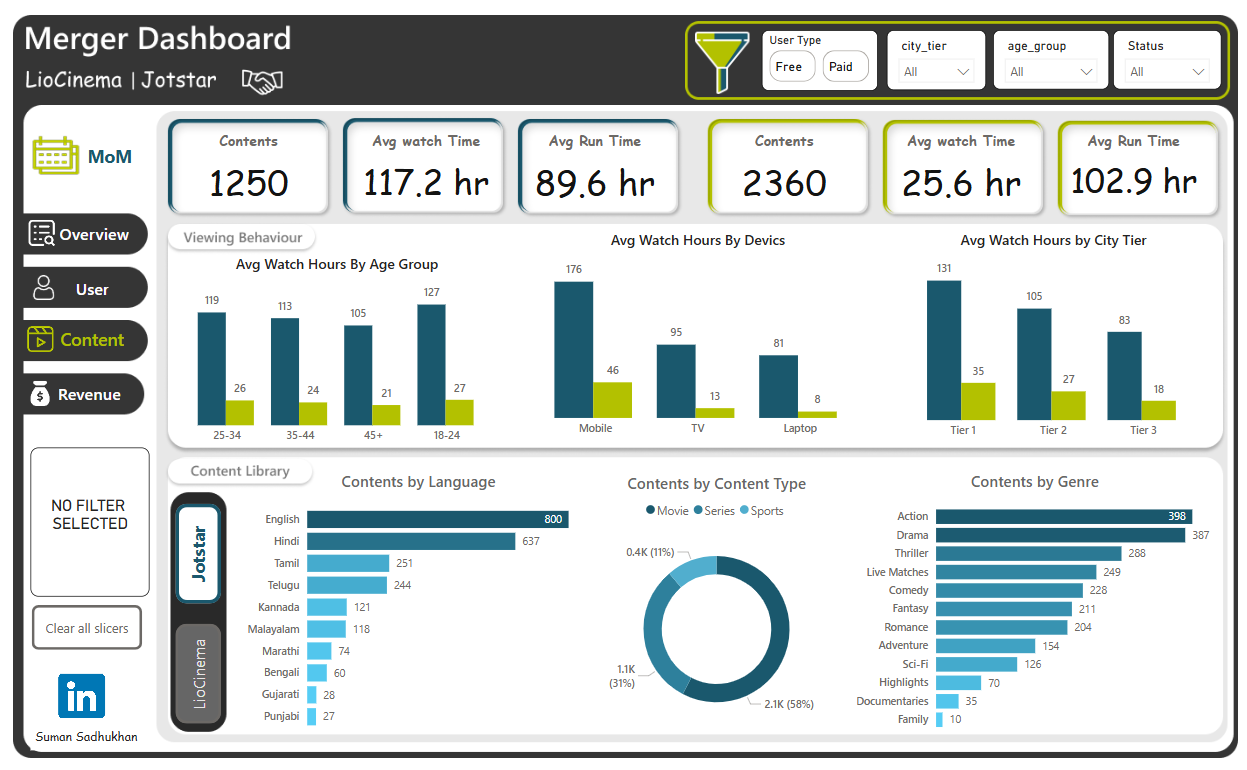 Merger Dashboard
LioCinema | Jotstar
User Type
Free
Paid
city_tier
All
age_group
All
Status
All
MoM
Overview
User
Content
Revenue
NO FILTER
SELECTED
Clear all slicers
in
Suman Sadhukhan
Contents
1250
Avg watch Time
117.2 hr
Avg Run Time
89.6 hr
Contents
2360
Avg watch Time
25.6 hr
Avg Run Time
102.9 hr
Viewing Behaviour
Avg Watch Hours By Age Group
119
26
113
24
105
21
127
27
25-34
35-44
45+
18-24
Avg Watch Hours By Devics
176
46
95
13
81
8
Mobile
TV
Laptop
Avg Watch Hours by City Tier
131
35
105
27
83
18
Tier 1
Tier 2
Tier 3
Content Library
Jotstar
LioCinema
Contents by Language
English 800
Hindi 637
Tamil 251
Telugu 244
Kannada 121
Malayalam 118
Marathi 74
Bengali 60
Gujarati 28
Punjabi 27
Contents by Content Type
Movie Series Sports
0.4K (11%)
1.1K
(31%)
2.1K (58%)
Contents by Genre
Action 398
Drama 387
Thriller 288
Live Matches 249
Comedy 228
Fantasy 211
Romance 204
Adventure 154
Sci-Fi 126
Highlights 70
Documentaries 35
Family 10